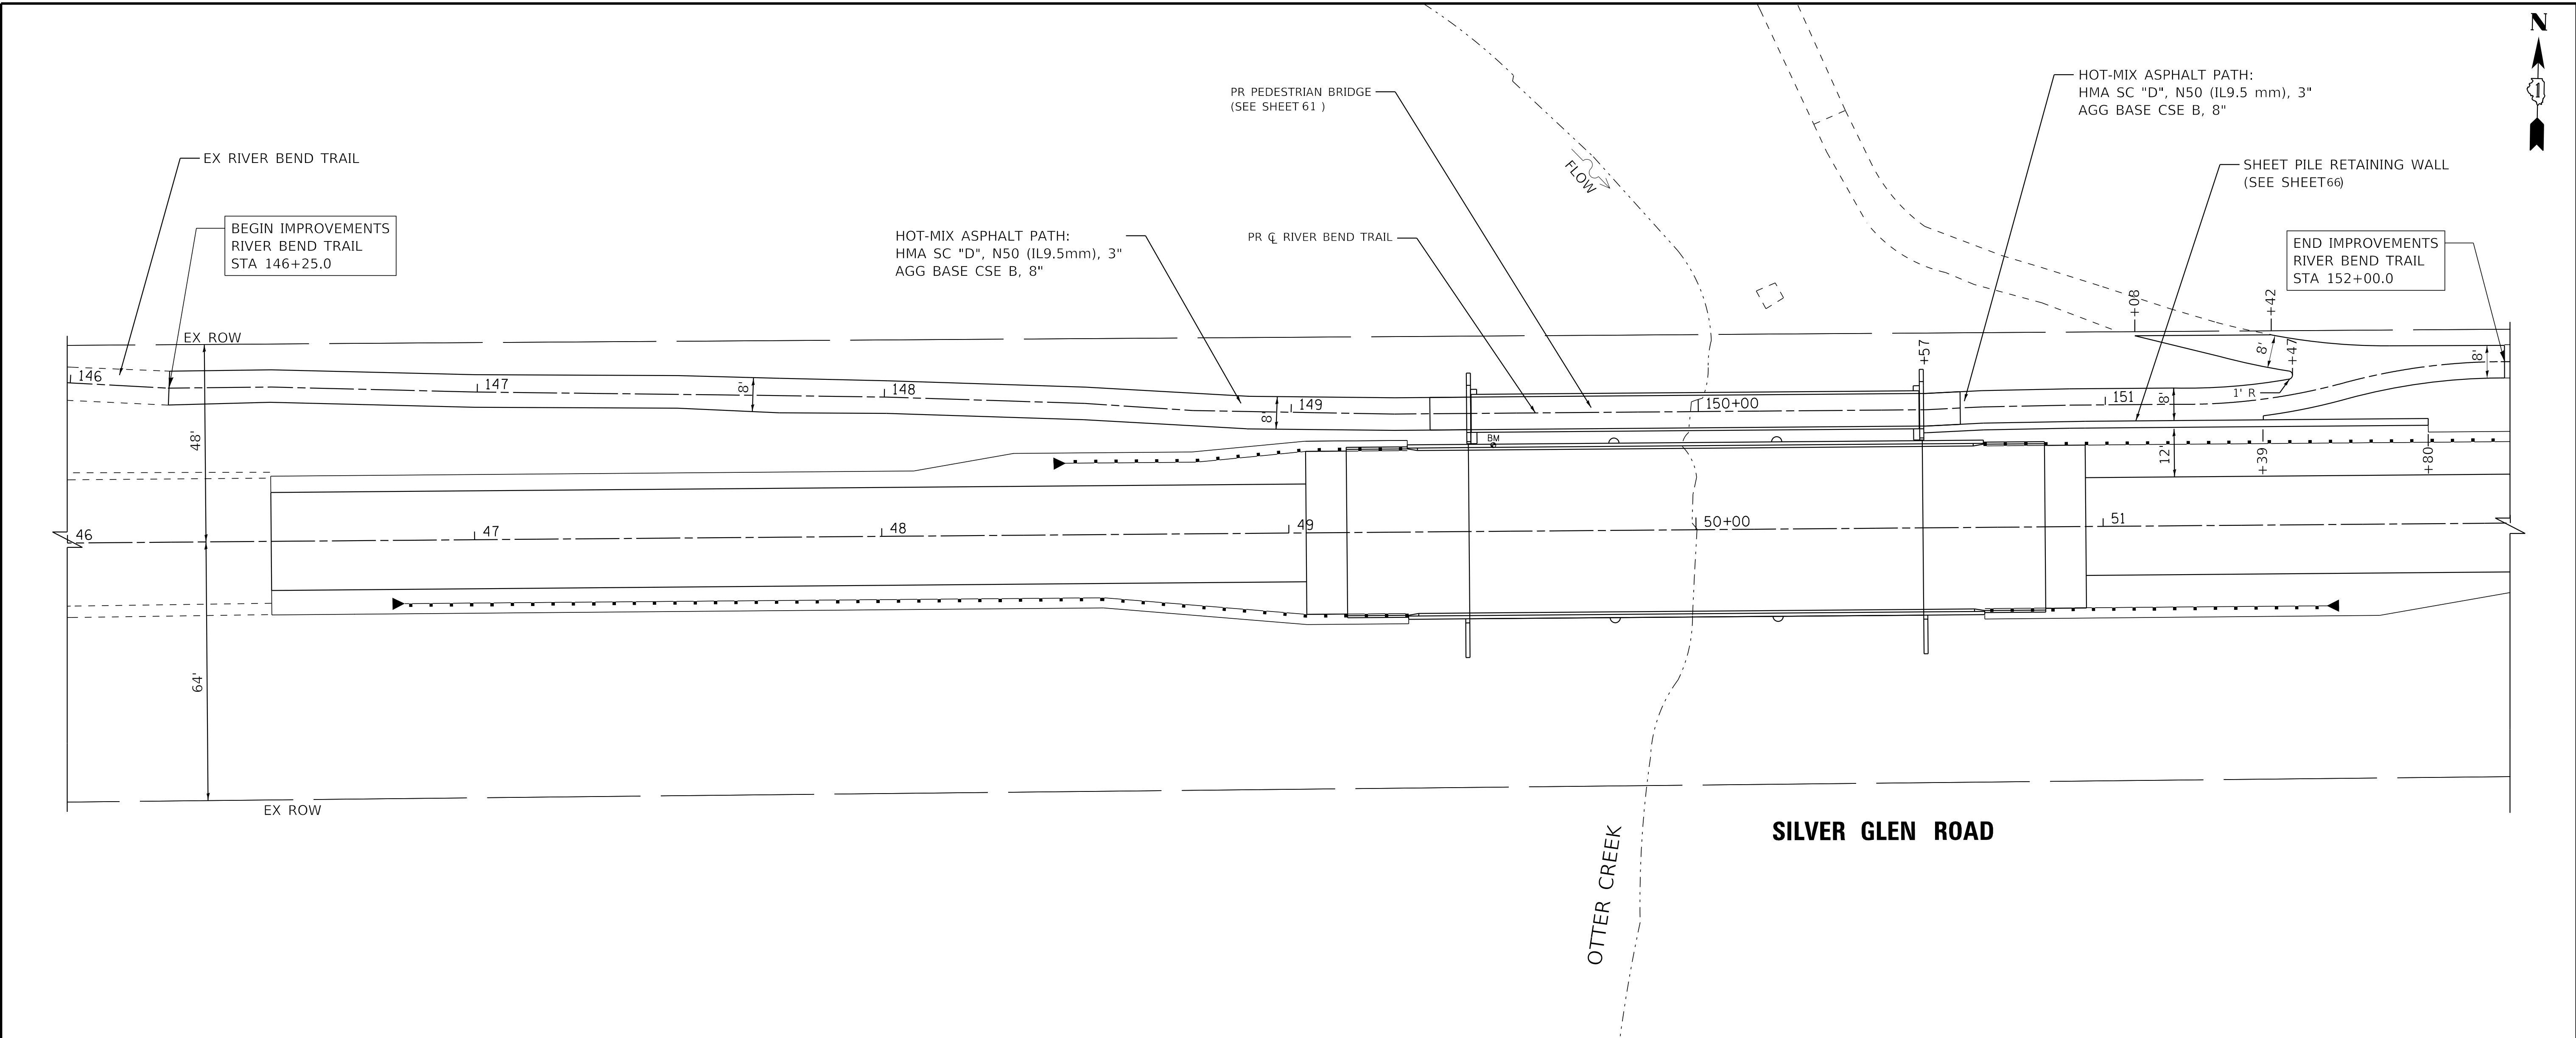 N
1
HOT-MIX ASPHALT PATH:
HMA SC "D", N50 (IL9.5 mm), 3"
AGG BASE CSE B, 8"
PR PEDESTRIAN BRIDGE
(SEE SHEET 61 )
EX RIVER BEND TRAIL
SHEET PILE RETAINING WALL
(SEE SHEET 66)
FLOW
BEGIN IMPROVEMENTS
RIVER BEND TRAIL
STA 146+25.0
HOT-MIX ASPHALT PATH:
HMA SC "D", N50 (IL9.5mm), 3"
AGG BASE CSE B, 8"
PR ℄ RIVER BEND TRAIL
END IMPROVEMENTS
RIVER BEND TRAIL
STA 152+00.0
+08
+42
EX ROW
+57
8'
+47
8'
146
147
8'
148
8'
149
150+00
151
8'
1' R
48'
BM
12'
+39
+80
46
47
48
49
50+00
51
64'
EX ROW
SILVER GLEN ROAD
OTTER CREEK